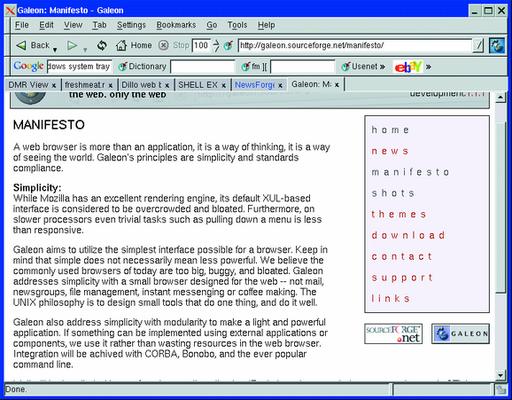 Galeon: Manifesto - Galeon
File Edit View Tab Settings Bookmarks Go Tools Help
Back Home Stop 100 http://galeon.sourceforge.net/manifesto/
Google dows system tray Dictionary fm ][ Usenet » ebay »
DMR View x freshmeat.r x Dillo web b x SHELL EX x NewsForge x Galeon: Ma x
the web, only the web development:1.1.1
MANIFESTO
A web browser is more than an application, it is a way of thinking, it is a way
of seeing the world. Galeon's principles are simplicity and standards
compliance.
Simplicity:
While Mozilla has an excellent rendering engine, its default XUL-based
interface is considered to be overcrowded and bloated. Furthermore, on
slower processors even trivial tasks such as pulling down a menu is less
than responsive.
Galeon aims to utilize the simplest interface possible for a browser. Keep in
mind that simple does not necessarily mean less powerful. We believe the
commonly used browsers of today are too big, buggy, and bloated. Galeon
addresses simplicity with a small browser designed for the web -- not mail,
newsgroups, file management, instant messenging or coffee making. The
UNIX philosophy is to design small tools that do one thing, and do it well.
Galeon also address simplicity with modularity to make a light and powerful
application. If something can be implemented using external applications or
components, we use it rather than wasting resources in the web browser.
Integration will be achived with CORBA, Bonobo, and the ever popular
command line.
home
news
manifesto
shots
themes
download
contact
support
links
SOURCEFORGE .net GALEON
Done.